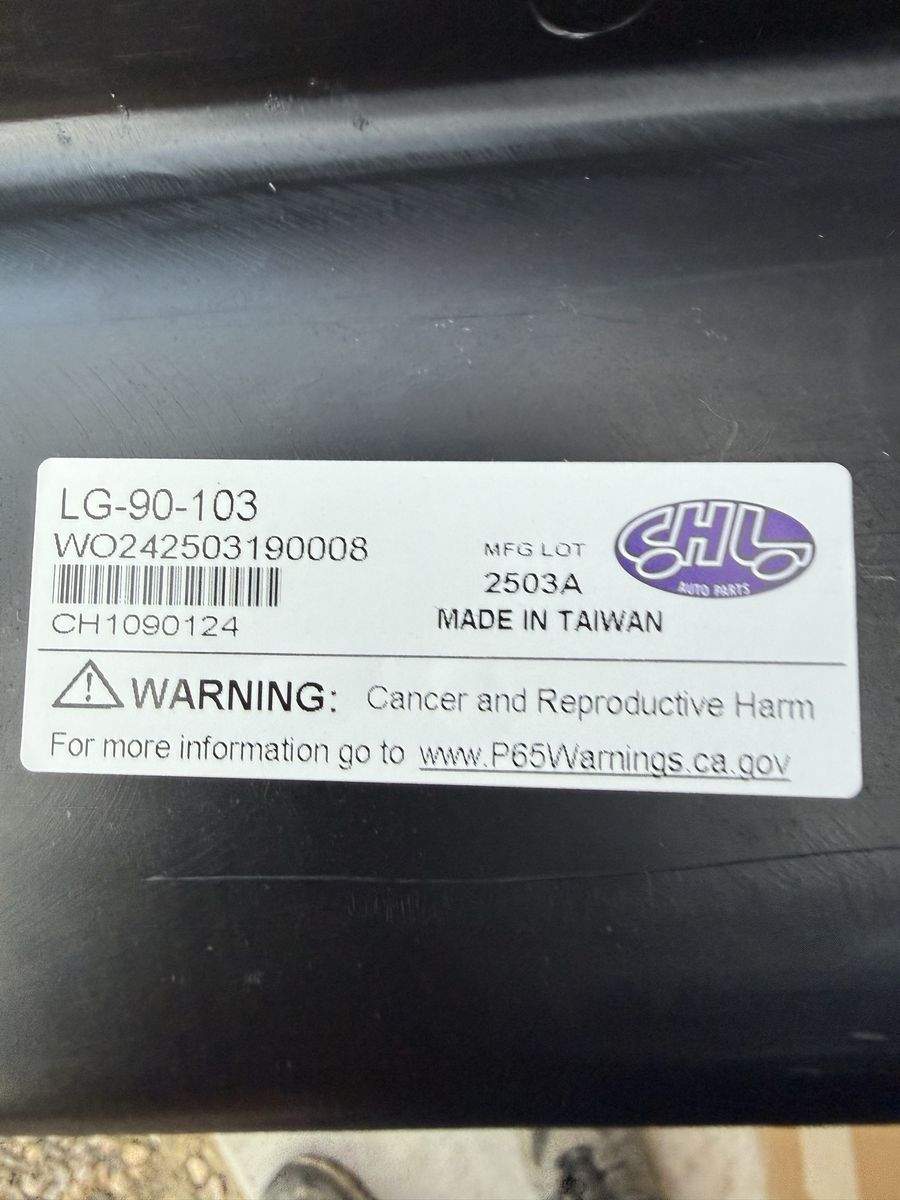 LG-90-103
WO242503190008
CH1090124
MFG LOT
2503A
MADE IN TAIWAN
CHL
AUTO PARTS
WARNING: Cancer and Reproductive Harm
For more information go to www.P65Warnings.ca.gov